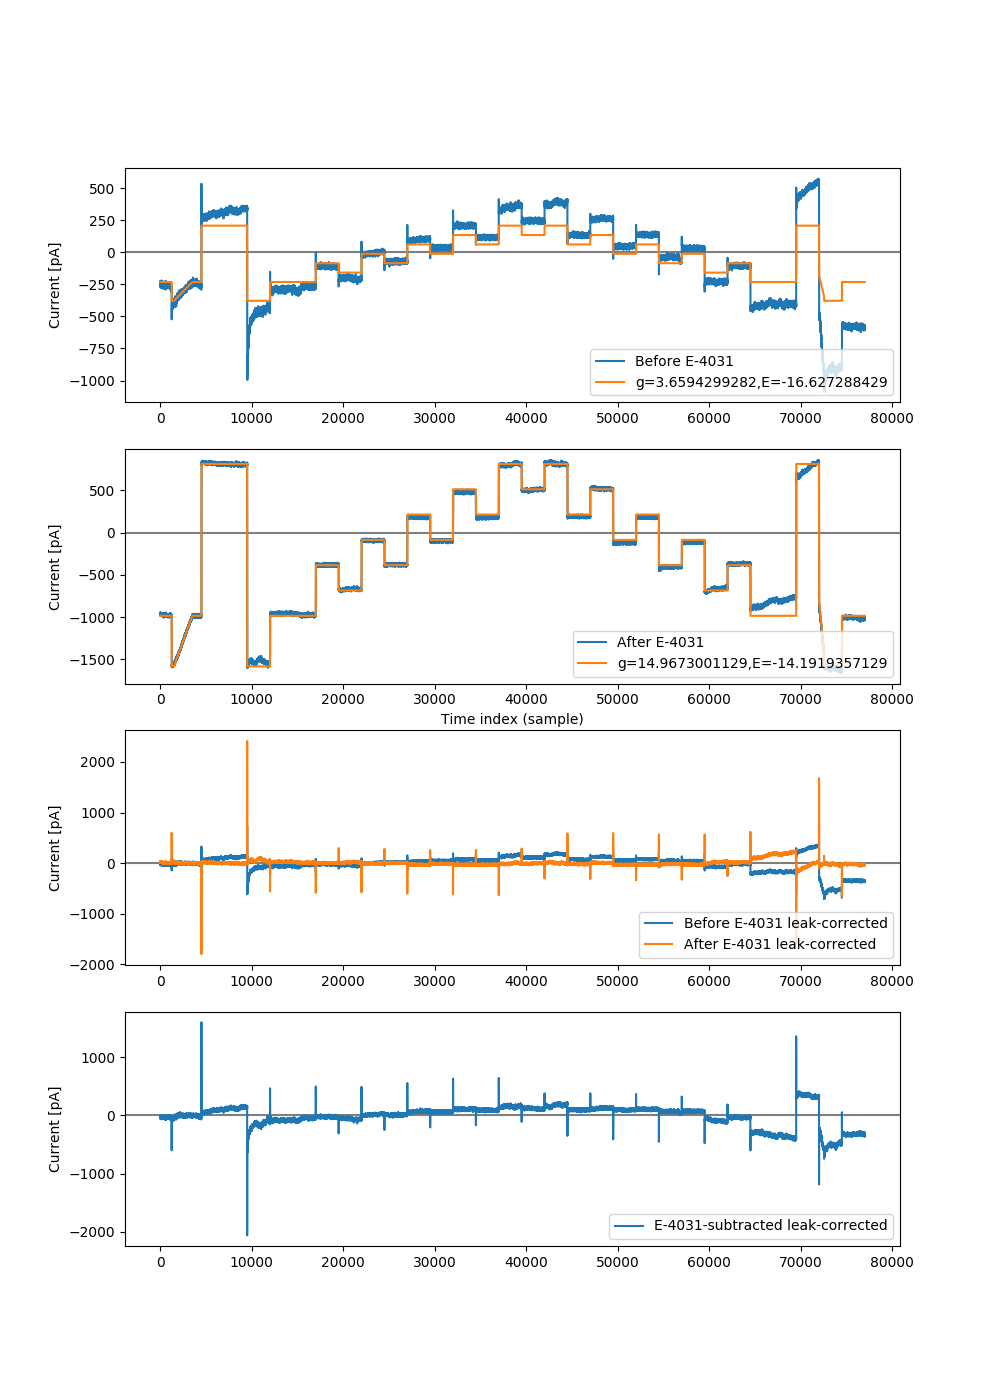 500
250
0
−250
−500
−750
−1000
Current [pA]
Before E-4031
g=3.6594299282,E=-16.627288429
0 10000 20000 30000 40000 50000 60000 70000 80000
500
0
−500
−1000
−1500
Current [pA]
After E-4031
g=14.9673001129,E=-14.1919357129
0 10000 20000 30000 40000 50000 60000 70000 80000
Time index (sample)
2000
1000
0
−1000
−2000
Current [pA]
Before E-4031 leak-corrected
After E-4031 leak-corrected
0 10000 20000 30000 40000 50000 60000 70000 80000
1000
0
−1000
−2000
Current [pA]
E-4031-subtracted leak-corrected
0 10000 20000 30000 40000 50000 60000 70000 80000